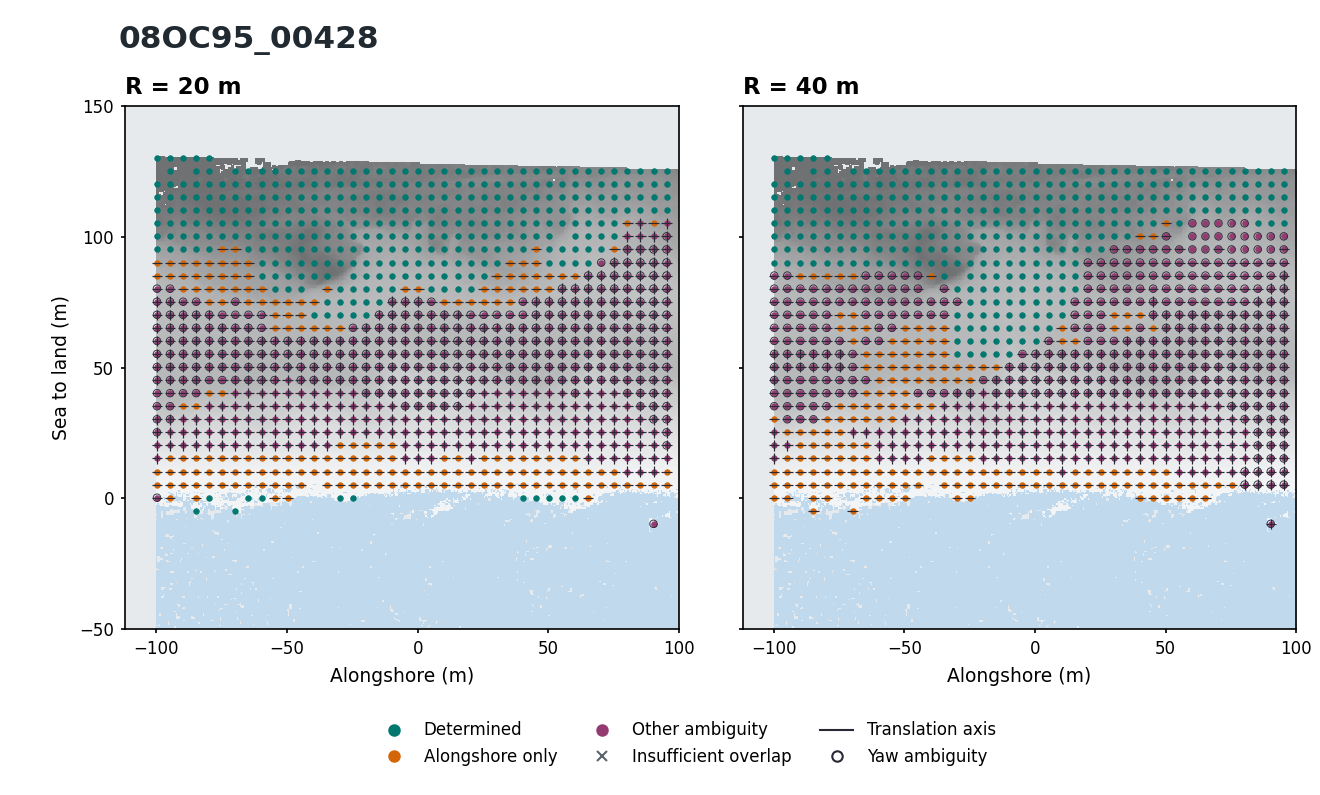 08OC95_00428
R = 20 m
R = 40 m
150
100
50
0
−50
Sea to land (m)
−100
−50
0
50
100
−100
−50
0
50
100
Alongshore (m)
Alongshore (m)
Determined
Other ambiguity
Translation axis
Alongshore only
Insufficient overlap
Yaw ambiguity